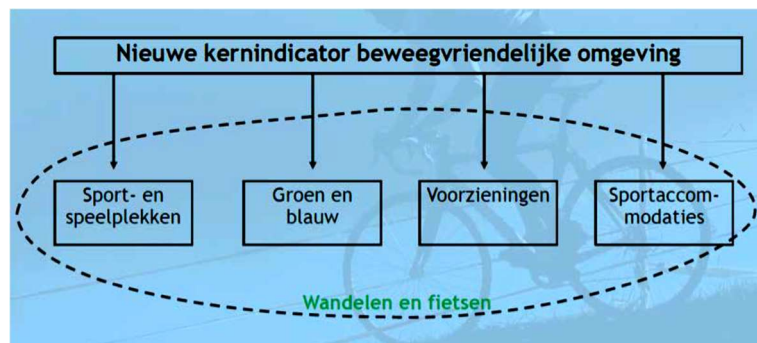 Nieuwe kernindicator beweegvriendelijke omgeving
Sport- en
speelplekken
Groen en
blauw
Voorzieningen
Sportaccom-
modaties
Wandelen en fietsen